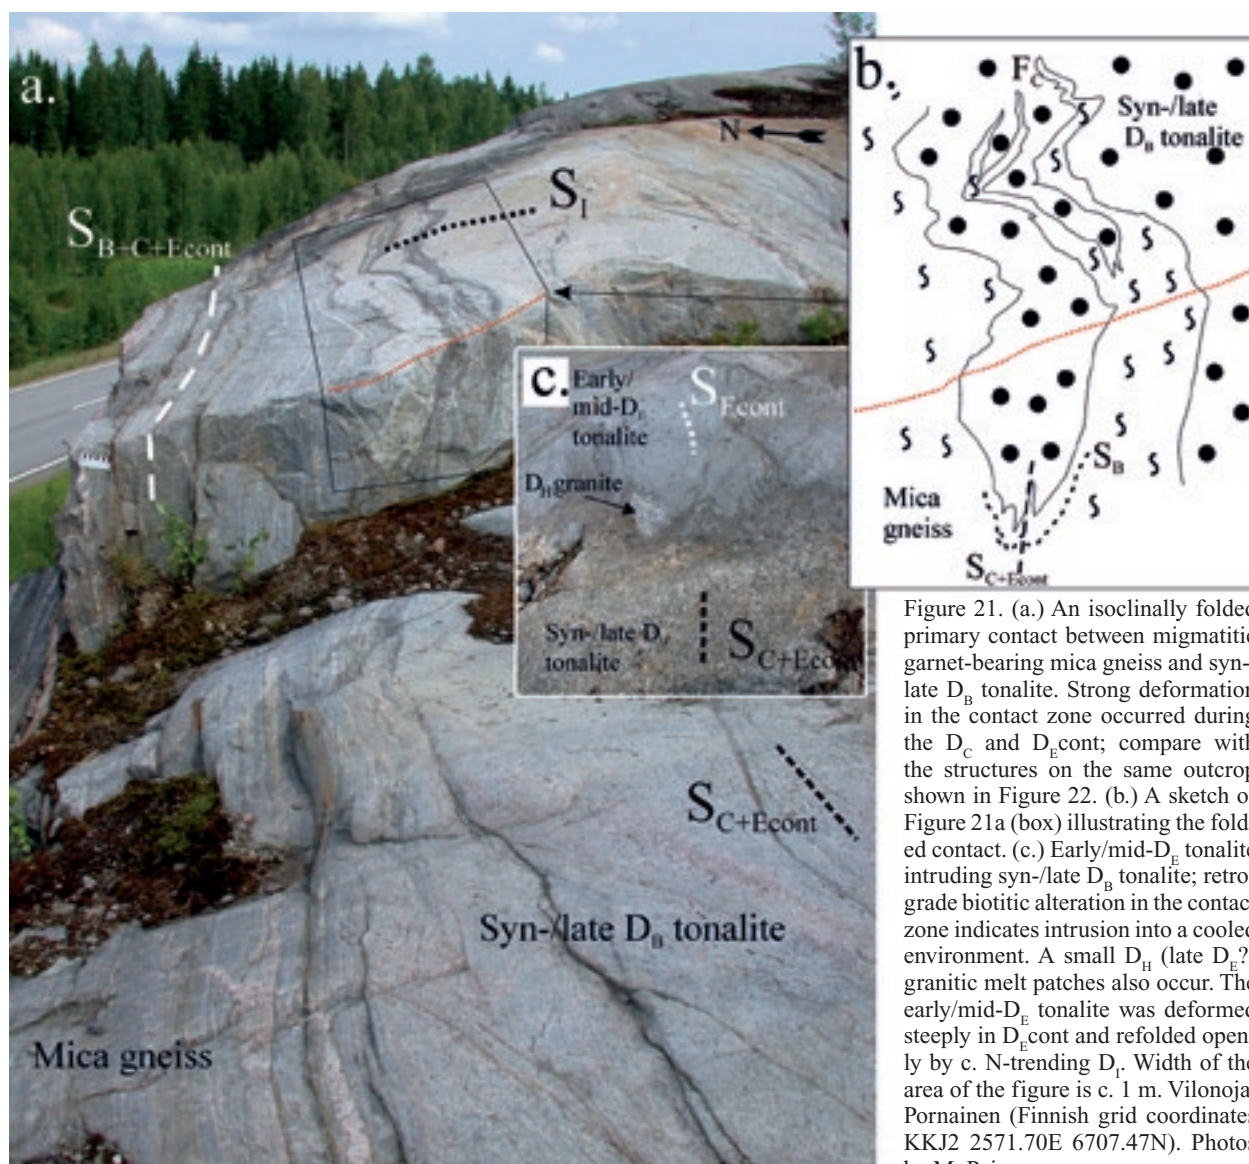 a.
N
S_I
S_B+C+Econt
c.
Early/
mid-D_E
tonalite
S_Econt
D_H granite
Syn-/late D_B
tonalite
S_C+Econt
S_C+Econt
Syn-/late D_B tonalite
Mica gneiss
b.
F_C
Syn-/late
D_B tonalite
S_B
Mica
gneiss
S_C+Econt
Figure 21. (a.) An isoclinally folded
primary contact between migmatitic
garnet-bearing mica gneiss and syn-/
late D_B tonalite. Strong deformation
in the contact zone occurred during
the D_C and D_Econt; compare with
the structures on the same outcrop
shown in Figure 22. (b.) A sketch of
Figure 21a (box) illustrating the fold-
ed contact. (c.) Early/mid-D_E tonalite
intruding syn-/late D_B tonalite; retro-
grade biotitic alteration in the contact
zone indicates intrusion into a cooled
environment. A small D_H (late D_E?)
granitic melt patches also occur. The
early/mid-D_E tonalite was deformed
steeply in D_Econt and refolded open-
ly by c. N-trending D_I. Width of the
area of the figure is c. 1 m. Vilonoja,
Pornainen (Finnish grid coordinates
KKJ2 2571.70E 6707.47N). Photos